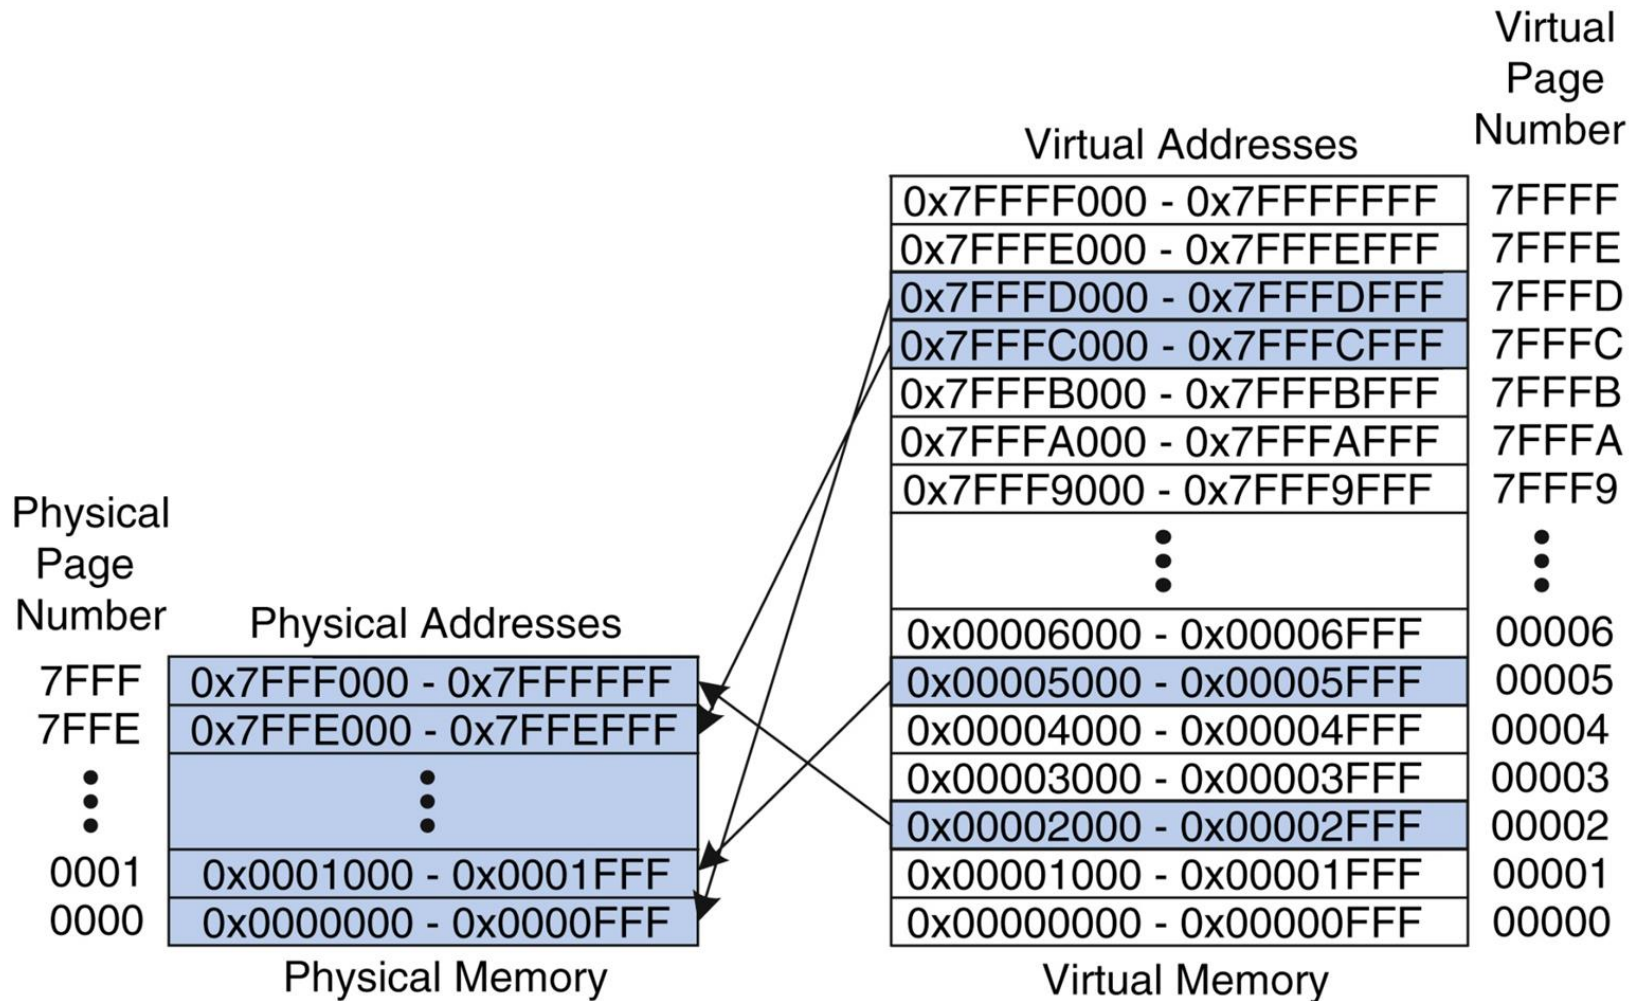 Virtual
Page
Number
Virtual Addresses
0x7FFFF000 - 0x7FFFFFFF 7FFFF
0x7FFFE000 - 0x7FFFEFFF 7FFFE
0x7FFFD000 - 0x7FFFDFFF 7FFFD
0x7FFFC000 - 0x7FFFCFFF 7FFFC
0x7FFFB000 - 0x7FFFBFFF 7FFFB
0x7FFFA000 - 0x7FFFAFFF 7FFFA
0x7FFF9000 - 0x7FFF9FFF 7FFF9
0x00006000 - 0x00006FFF 00006
0x00005000 - 0x00005FFF 00005
0x00004000 - 0x00004FFF 00004
0x00003000 - 0x00003FFF 00003
0x00002000 - 0x00002FFF 00002
0x00001000 - 0x00001FFF 00001
0x00000000 - 0x00000FFF 00000
Virtual Memory
Physical
Page
Number
Physical Addresses
7FFF 0x7FFF000 - 0x7FFFFFF
7FFE 0x7FFE000 - 0x7FFEFFF
0001 0x0001000 - 0x0001FFF
0000 0x0000000 - 0x0000FFF
Physical Memory